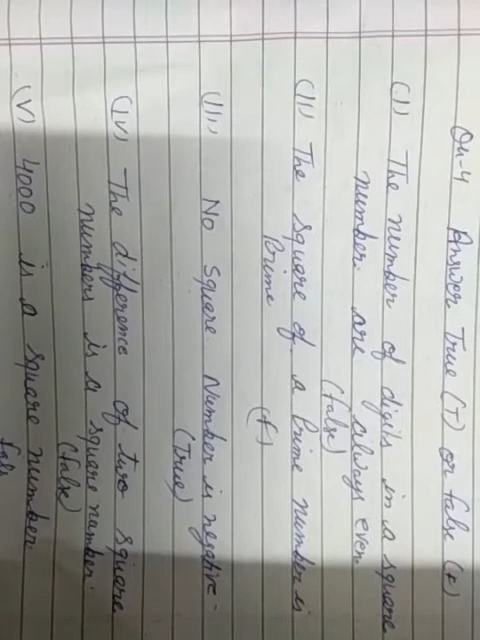 Qu-4 Answer True (T) or false (F)
(I) The number of digits in a square
number are always even
(false)
(II) The square of a Prime number is
Prime (f)
(III) No square Number is negative.
(True)
(IV) The difference of two square
numbers is a square number.
(false)
(V) 4000 is a square number.
fals